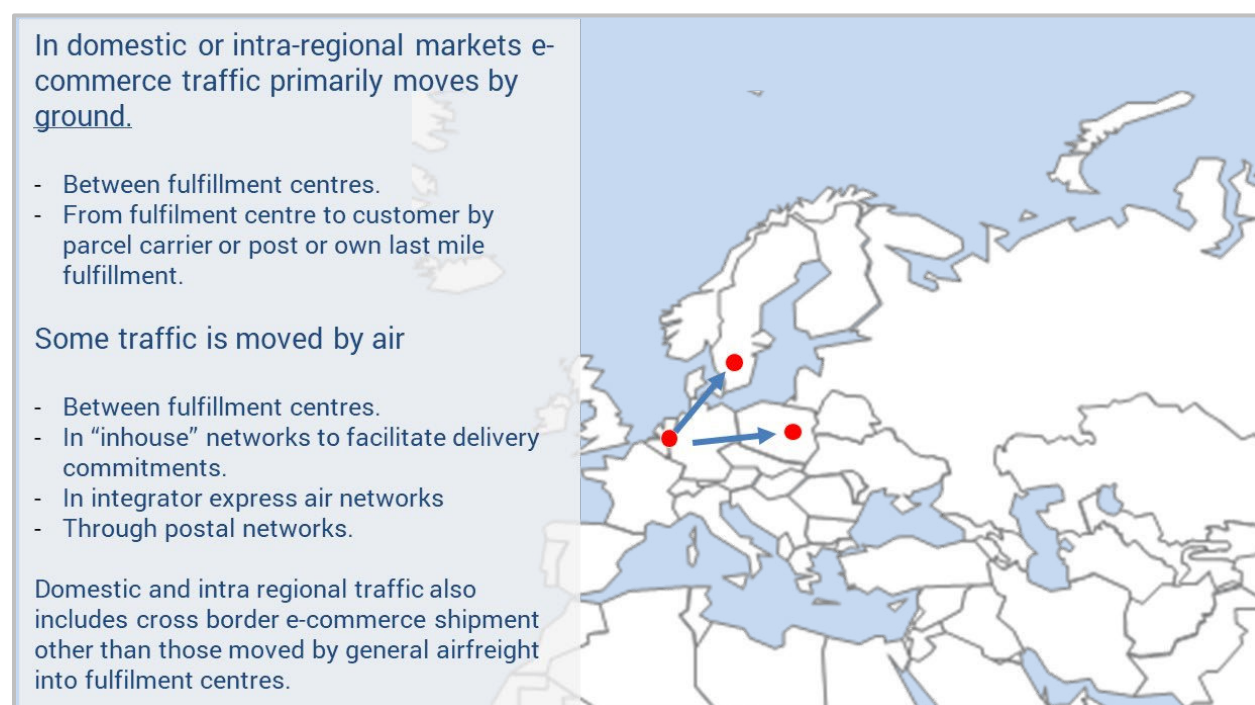 In domestic or intra-regional markets e-
commerce traffic primarily moves by
ground.
- Between fulfillment centres.
- From fulfilment centre to customer by
parcel carrier or post or own last mile
fulfillment.
Some traffic is moved by air
- Between fulfillment centres.
- In “inhouse” networks to facilitate delivery
commitments.
- In integrator express air networks
- Through postal networks.
Domestic and intra regional traffic also
includes cross border e-commerce shipment
other than those moved by general airfreight
into fulfilment centres.